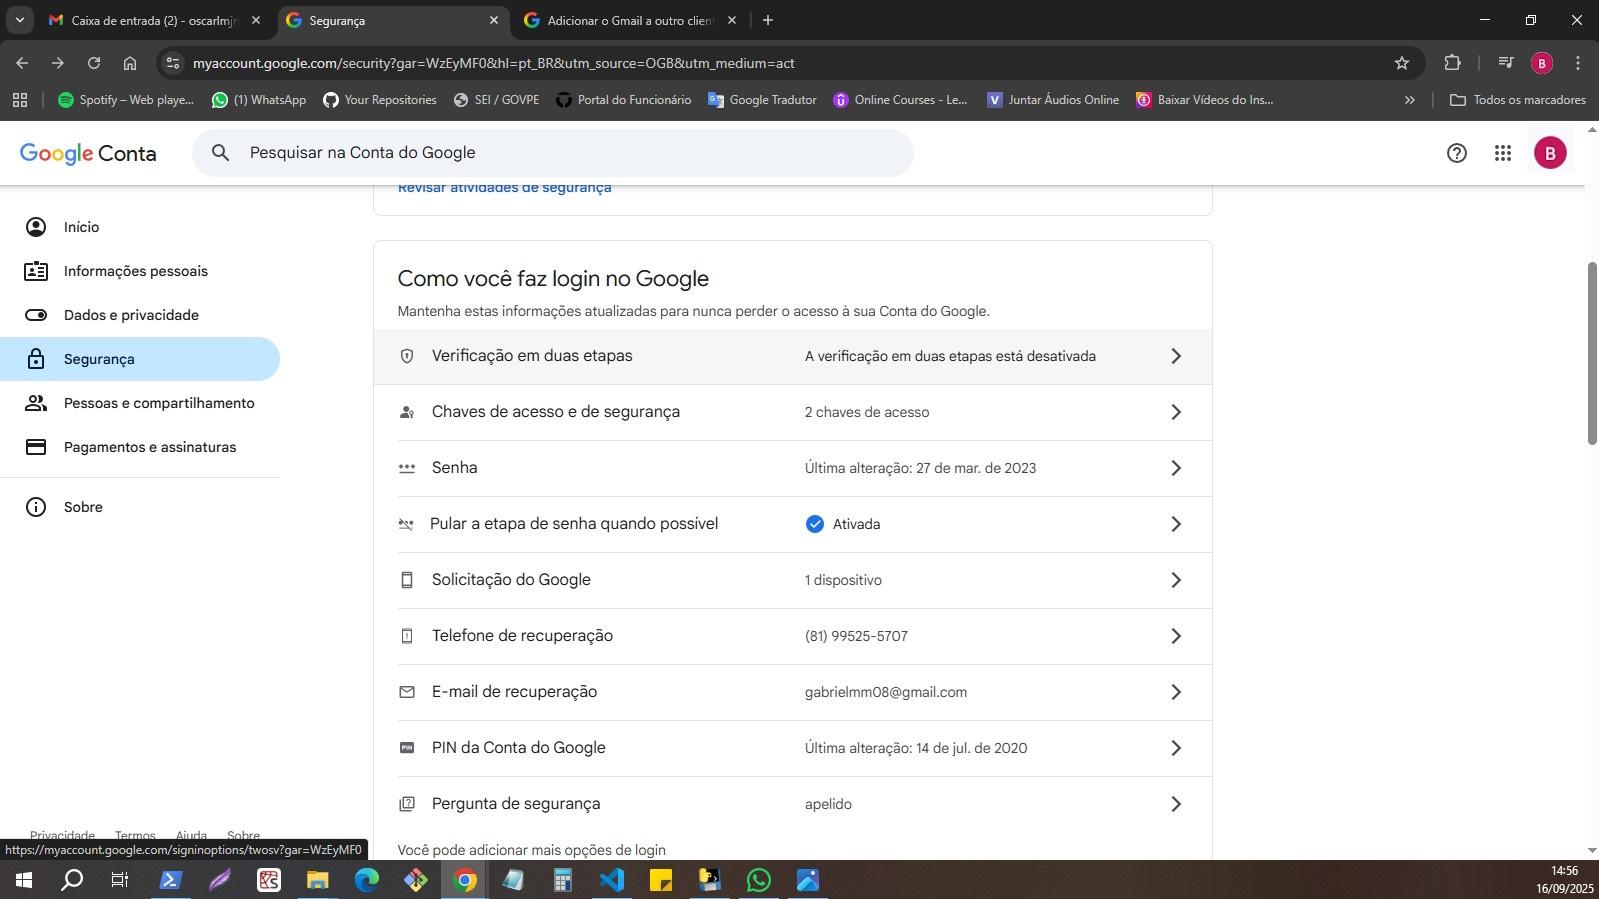 Caixa de entrada (2) - oscarlmjr
Segurança
Adicionar o Gmail a outro client
myaccount.google.com/security?gar=WzEyMF0&hl=pt_BR&utm_source=OGB&utm_medium=act
B
Spotify – Web playe...
(1) WhatsApp
Your Repositories
SEI / GOVPE
Portal do Funcionário
Google Tradutor
Online Courses - Le...
Juntar Áudios Online
Baixar Vídeos do Ins...
Todos os marcadores
Google Conta
Pesquisar na Conta do Google
B
Revisar atividades de segurança
Início
Informações pessoais
Dados e privacidade
Segurança
Pessoas e compartilhamento
Pagamentos e assinaturas
Sobre
Como você faz login no Google
Mantenha estas informações atualizadas para nunca perder o acesso à sua Conta do Google.
Verificação em duas etapas A verificação em duas etapas está desativada
Chaves de acesso e de segurança 2 chaves de acesso
Senha Última alteração: 27 de mar. de 2023
Pular a etapa de senha quando possível Ativada
Solicitação do Google 1 dispositivo
Telefone de recuperação (81) 99525-5707
E-mail de recuperação gabrielmm08@gmail.com
PIN da Conta do Google Última alteração: 14 de jul. de 2020
Pergunta de segurança apelido
Você pode adicionar mais opções de login
Privacidade Termos Ajuda Sobre
https://myaccount.google.com/signinoptions/twosv?gar=WzEyMF0
14:56
16/09/2025